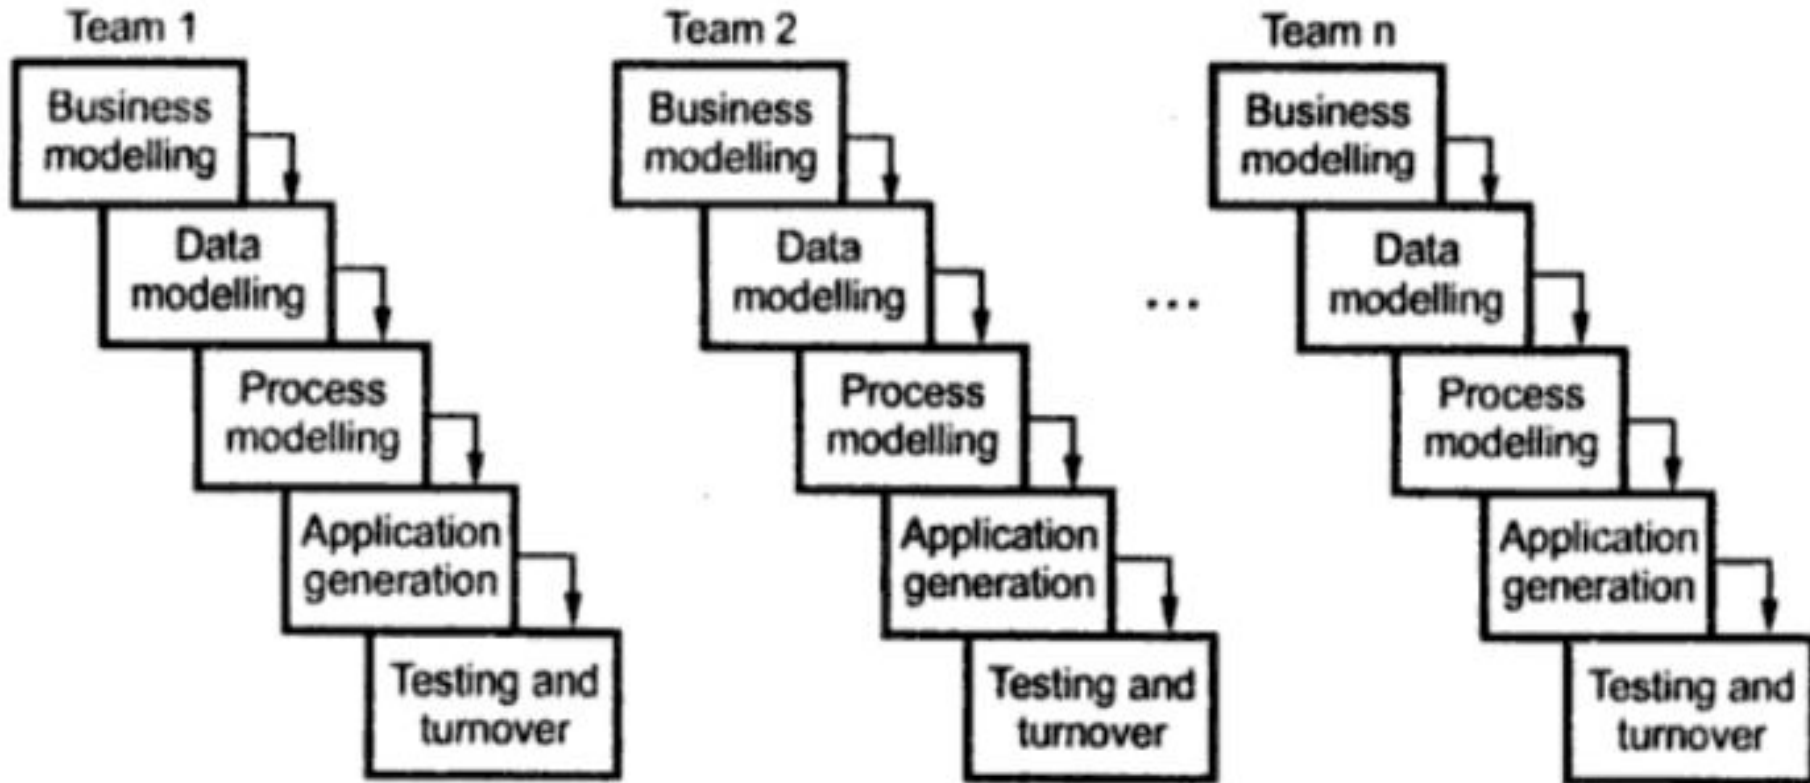 Team 1
Business
modelling
Data
modelling
Process
modelling
Application
generation
Testing and
turnover
Team 2
Business
modelling
Data
modelling
Process
modelling
Application
generation
Testing and
turnover
...
Team n
Business
modelling
Data
modelling
Process
modelling
Application
generation
Testing and
turnover